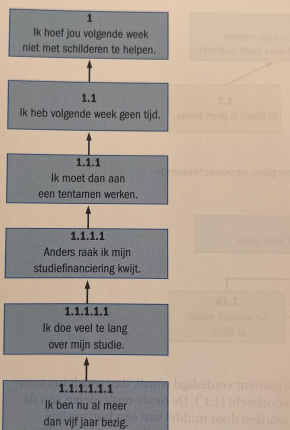 1
Ik hoef jou volgende week
niet met schilderen te helpen.
1.1
Ik heb volgende week geen tijd.
1.1.1
Ik moet dan aan
een tentamen werken.
1.1.1.1
Anders raak ik mijn
studiefinanciering kwijt.
1.1.1.1.1
Ik doe veel te lang
over mijn studie.
1.1.1.1.1.1
Ik ben nu al meer
dan vijf jaar bezig.